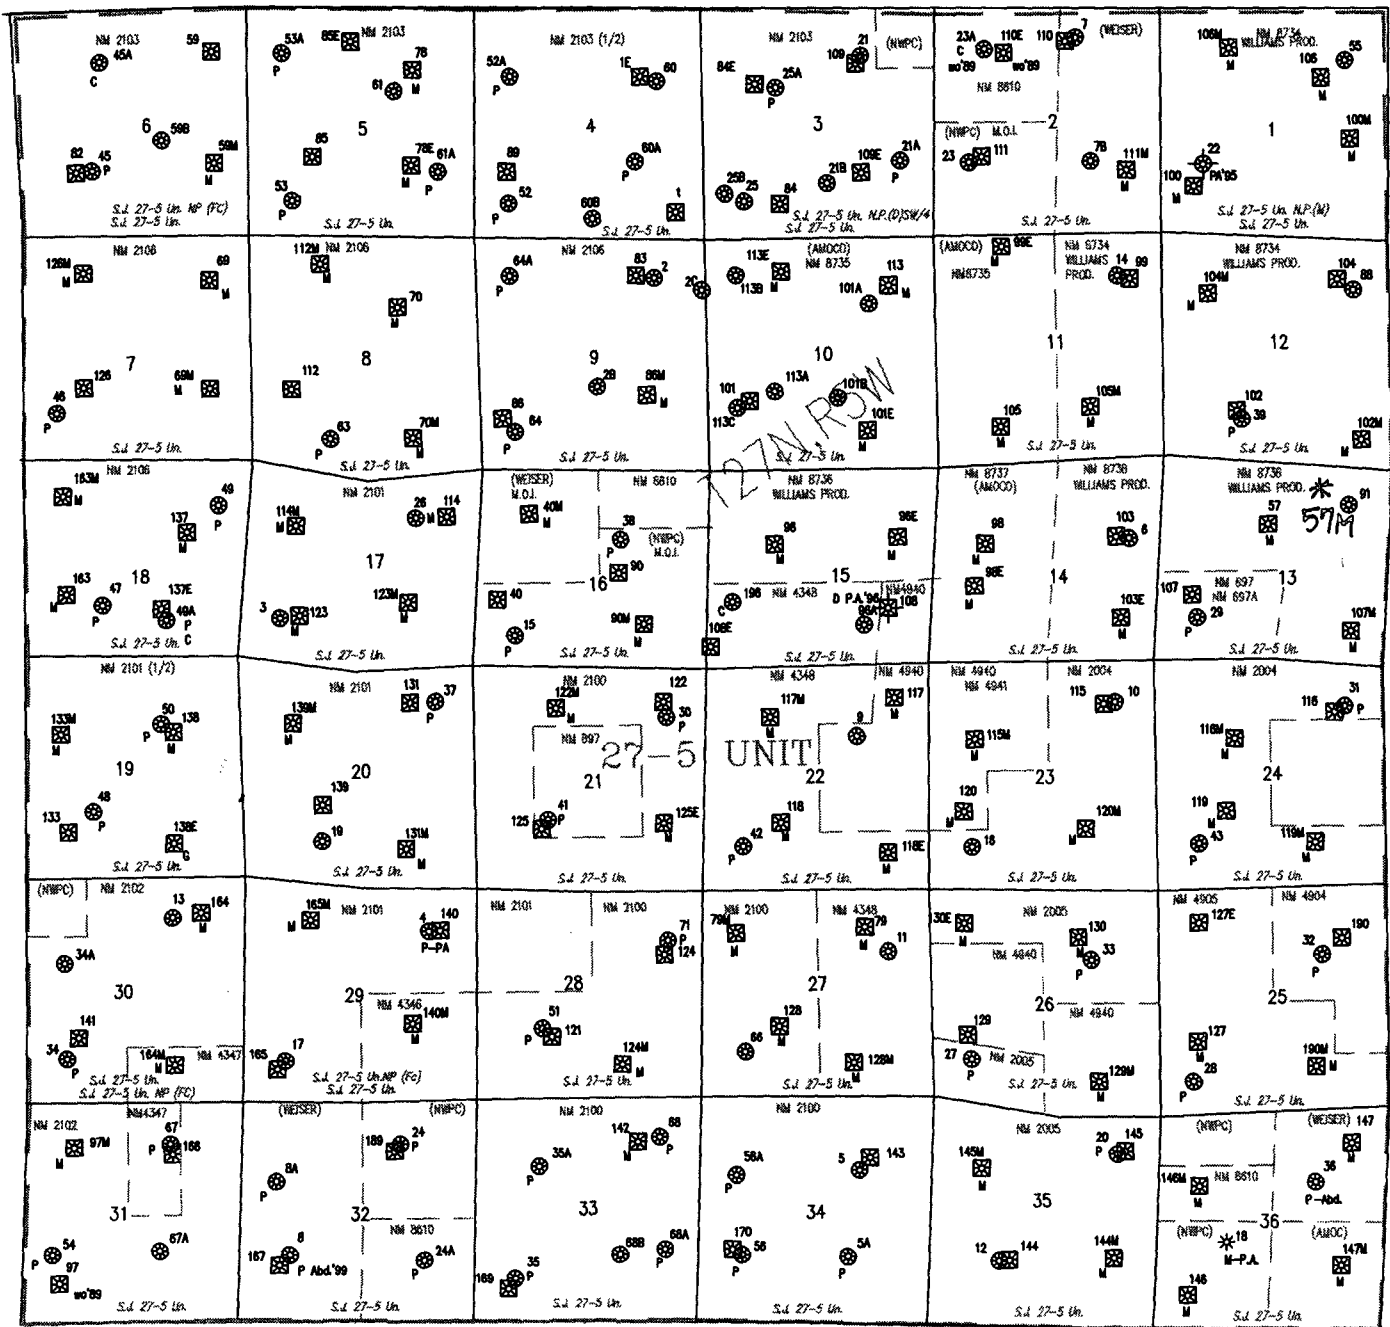 NM 2103
45A
C
59
6
59B
82
45
P
59M
M
S.J. 27-5 Un. NP (FC)
S.J. 27-5 Un.
53A
P
85E
NM 2103
78
M
61
5
85
78E
M
61A
P
53
P
S.J. 27-5 Un.
NM 2103 (1/2)
52A
P
1E
60
4
89
60A
P
52
P
60B
1
S.J. 27-5 Un.
NM 2103
21
109
(NWPC)
84E
25A
P
3
21A
P
109E
21B
25B
25
84
S.J. 27-5 Un. N.P.(D)SW/4
S.J. 27-5 Un.
23A
C
wo'89
110E
wo'89
110
7
(WEISER)
NM 8610
2
(NWPC)
M.O.I.
23
111
7B
111M
M
S.J. 27-5 Un.
106M
M
NM 8734
WILLIAMS PROD.
106
M
55
1
100M
M
22
PA'95
100
M
S.J. 27-5 Un. N.P.(M)
S.J. 27-5 Un.
NM 2106
126M
M
69
M
7
126
69M
M
46
P
S.J. 27-5 Un.
112M
NM 2106
M
70
M
8
112
63
P
70M
M
S.J. 27-5 Un.
NM 2106
64A
P
83
2
2C
9
2B
86M
M
86
64
P
S.J. 27-5 Un.
(AMOCO)
NM 8735
113E
M
113B
113
M
101A
10
101
113A
101B
113C
101E
M
T27N,R5W
S.J. 27-5 Un.
(AMOCO)
99E
M
NM8735
NM 8734
WILLIAMS PROD.
14
99
11
105M
M
105
M
S.J. 27-5 Un.
NM 8734
WILLIAMS PROD.
104M
M
104
88
12
102
39
P
102M
M
S.J. 27-5 Un.
NM 2106
163M
M
49
P
137
M
18
163
M
47
P
137E
49A
P
C
S.J. 27-5 Un.
NM 2101
114M
M
26
M
114
17
3
123
M
123M
M
S.J. 27-5 Un.
(WEISER)
M.O.I.
NM 8610
40M
M
38
P
(NWPC)
M.O.I.
90
16
40
15
P
90M
M
S.J. 27-5 Un.
NM 8736
WILLIAMS PROD.
96
M
96E
M
15
NM 4348
D P.A.'96
NM4940
108
196
C
96A
108E
S.J. 27-5 Un.
NM 8737
(AMOCO)
NM 8738
WILLIAMS PROD.
98
M
103
6
98E
M
14
103E
M
S.J. 27-5 Un.
NM 8738
WILLIAMS PROD.
*
57M
91
57
M
107
NM 697
NM 697A
13
29
P
107M
M
S.J. 27-5 Un.
NM 2101 (1/2)
133M
M
50
P
138
M
19
48
P
133
138E
G
S.J. 27-5 Un.
NM 2101
139M
M
131
37
P
20
139
19
131M
M
S.J. 27-5 Un.
NM 2100
122M
M
122
30
P
NM 897
27-5 UNIT
21
125
41
P
125E
M
S.J. 27-5 Un.
NM 4348
NM 4940
117M
M
117
9
22
118
M
42
P
118E
M
S.J. 27-5 Un.
NM 4940
NM 4941
NM 2004
115
10
115M
M
23
120
M
16
120M
M
S.J. 27-5 Un.
NM 2004
31
P
116
116M
M
24
119
M
43
P
119M
M
S.J. 27-5 Un.
(NWPC)
NM 2102
13
164
M
34A
30
141
34
P
164M
M
NM 4347
S.J. 27-5 Un.
S.J. 27-5 Un. NP (FC)
165M
M
NM 2101
4
140
P-PA
29
NM 4346
140M
M
165
17
S.J. 27-5 Un.NP (Fc)
S.J. 27-5 Un.
NM 2101
NM 2100
71
P
124
28
51
P
121
124M
M
S.J. 27-5 Un.
NM 2100
79M
M
NM 4348
79
M
11
27
128
M
66
128M
M
S.J. 27-5 Un.
130E
M
NM 2005
130
M
33
P
NM 4940
26
NM 4940
129
27
P
NM 2005
129M
M
S.J. 27-5 Un.
NM 4905
127E
NM 4904
190
32
P
25
127
M
28
P
190M
M
S.J. 27-5 Un.
NM 2102
NM4347
97M
M
67
P
166
31
54
P
67A
97
wo'89
S.J. 27-5 Un.
(WEISER)
(NWPC)
189
24
P
8A
P
32
NM 8610
8
167
P Abd.'99
24A
P
S.J. 27-5 Un.
NM 2100
142
M
68
P
35A
P
33
68B
68A
P
35
P
169
S.J. 27-5 Un.
NM 2100
56A
P
5
143
34
170
56
P
5A
P
S.J. 27-5 Un.
NM 2005
145M
M
20
P
145
35
12
144
144M
M
S.J. 27-5 Un.
(NWPC)
(WEISER)
147
M
146M
M
NM 8610
36
P-Abd.
36
(NWPC)
18
M-P.A.
(AMOC)
147M
M
146
M
S.J. 27-5 Un.